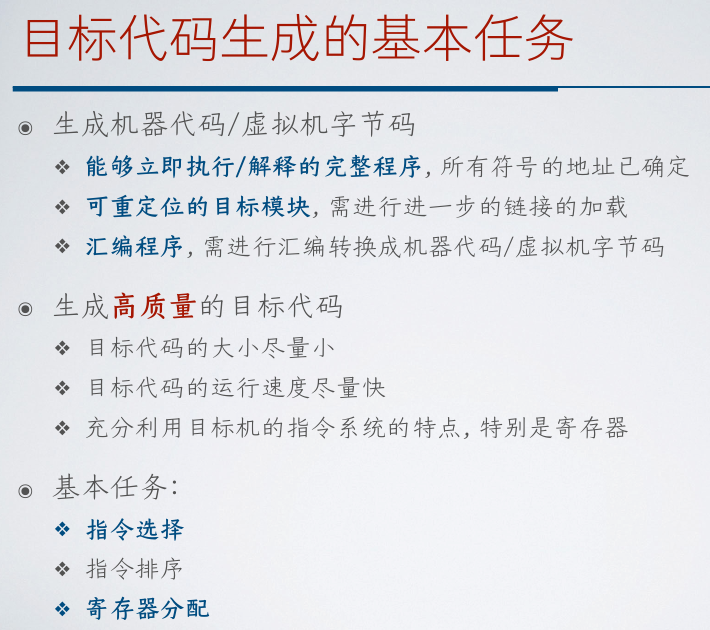 目标代码生成的基本任务
◉ 生成机器代码/虚拟机字节码
❖ 能够立即执行/解释的完整程序, 所有符号的地址已确定
❖ 可重定位的目标模块, 需进行进一步的链接的加载
❖ 汇编程序, 需进行汇编转换成机器代码/虚拟机字节码
◉ 生成高质量的目标代码
❖ 目标代码的大小尽量小
❖ 目标代码的运行速度尽量快
❖ 充分利用目标机的指令系统的特点, 特别是寄存器
◉ 基本任务:
❖ 指令选择
❖ 指令排序
❖ 寄存器分配